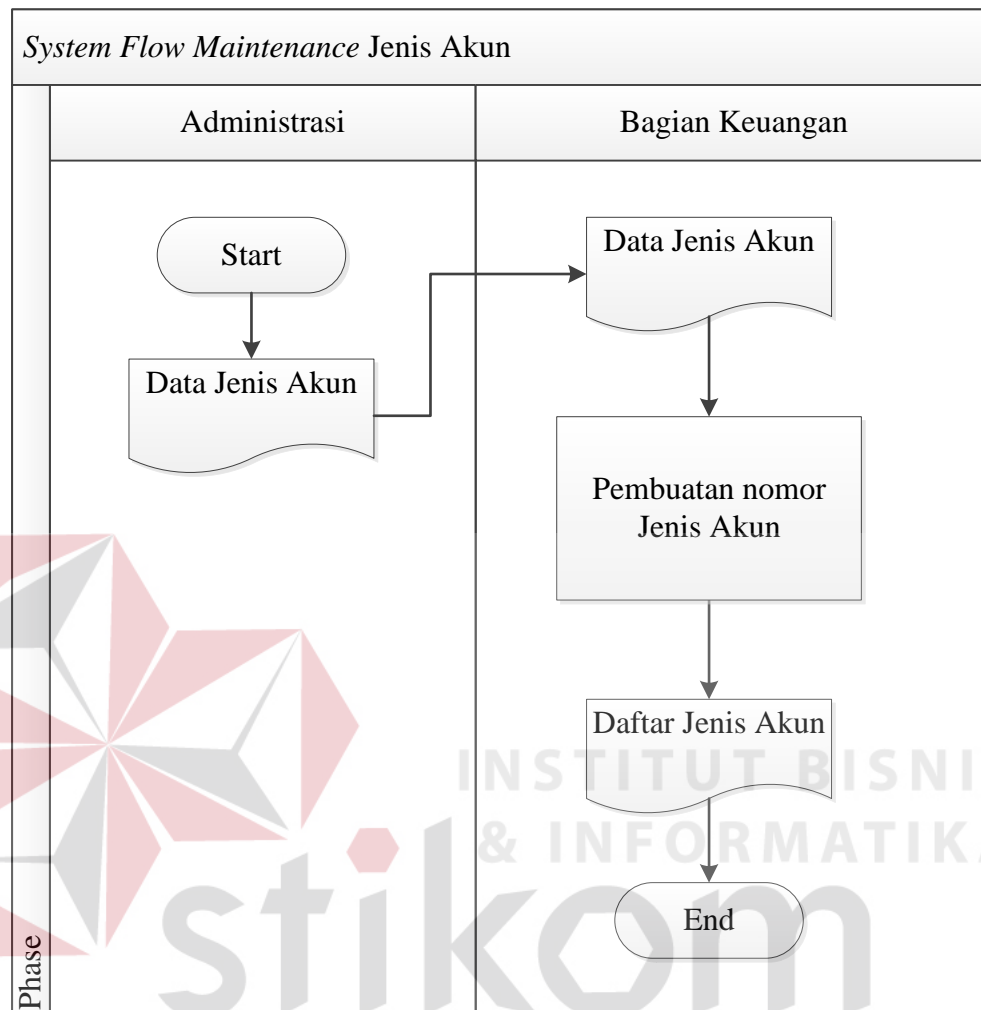 System Flow Maintenance Jenis Akun
Administrasi
Bagian Keuangan
Start
Data Jenis Akun
Data Jenis Akun
Pembuatan nomor
Jenis Akun
Daftar Jenis Akun
End
Phase
INSTITUT BISNI
& INFORMATIKA
stikom